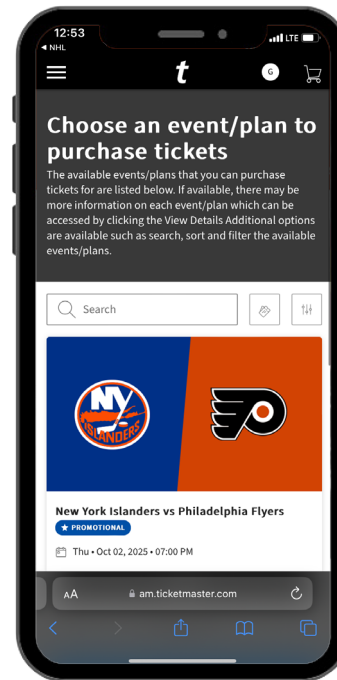 12:53
LTE
◀ NHL
t
G
Choose an event/plan to
purchase tickets
The available events/plans that you can purchase
tickets for are listed below. If available, there may be
more information on each event/plan which can be
accessed by clicking the View Details Additional options
are available such as search, sort and filter the available
events/plans.
Search
NY
ISLANDERS
New York Islanders vs Philadelphia Flyers
★ PROMOTIONAL
Thu • Oct 02, 2025 • 07:00 PM
AA
am.ticketmaster.com